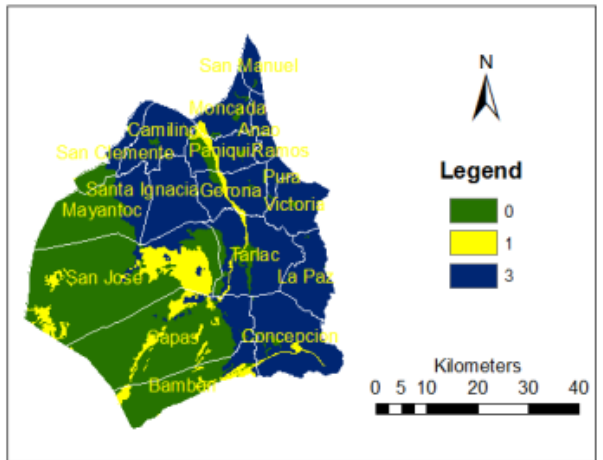 San Manuel
N
Moncada
Camiling
Anao
San Clemente
Paniqui
Ramos
Legend
Pura
Santa Ignacia
Gerona
0
Mayantoc
Victoria
1
Tarlac
3
San Jose
La Paz
Capas
Concepcion
Kilometers
Bamban
0 5 10 20 30 40